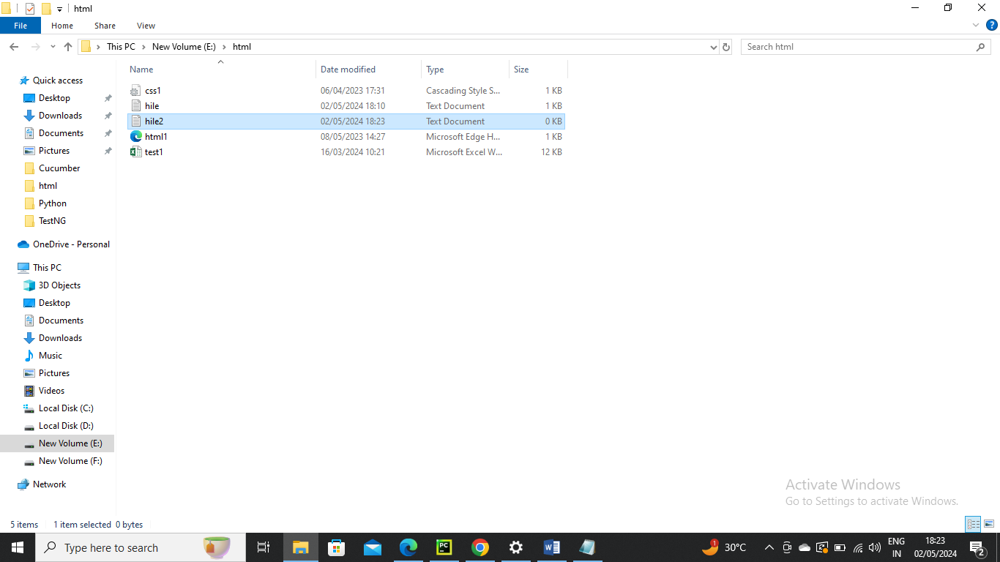 html
File Home Share View
This PC New Volume (E:) html
Search html
Name Date modified Type Size
css1 06/04/2023 17:31 Cascading Style S... 1 KB
hile 02/05/2024 18:10 Text Document 1 KB
hile2 02/05/2024 18:23 Text Document 0 KB
html1 08/05/2023 14:27 Microsoft Edge H... 1 KB
test1 16/03/2024 10:21 Microsoft Excel W... 12 KB
Quick access
Desktop
Downloads
Documents
Pictures
Cucumber
html
Python
TestNG
OneDrive - Personal
This PC
3D Objects
Desktop
Documents
Downloads
Music
Pictures
Videos
Local Disk (C:)
Local Disk (D:)
New Volume (E:)
New Volume (F:)
Network
Activate Windows
Go to Settings to activate Windows.
5 items 1 item selected 0 bytes
Type here to search
PC
W
1
30°C
ENG
IN
18:23
02/05/2024
2